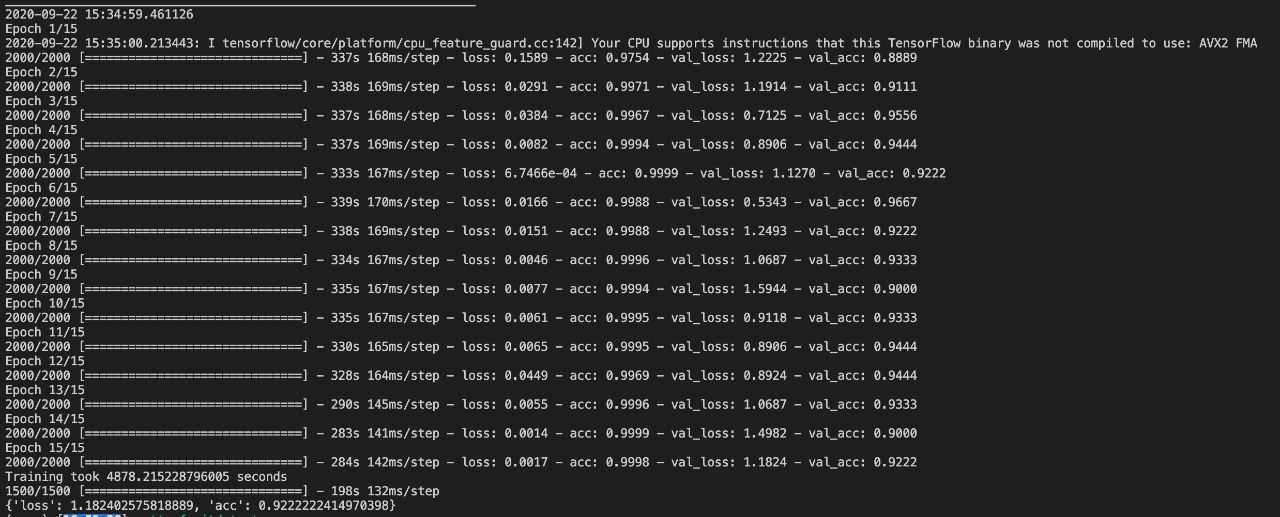 2020-09-22 15:34:59.461126
Epoch 1/15
2020-09-22 15:35:00.213443: I tensorflow/core/platform/cpu_feature_guard.cc:142] Your CPU supports instructions that this TensorFlow binary was not compiled to use: AVX2 FMA
2000/2000 [==============================] - 337s 168ms/step - loss: 0.1589 - acc: 0.9754 - val_loss: 1.2225 - val_acc: 0.8889
Epoch 2/15
2000/2000 [==============================] - 338s 169ms/step - loss: 0.0291 - acc: 0.9971 - val_loss: 1.1914 - val_acc: 0.9111
Epoch 3/15
2000/2000 [==============================] - 337s 168ms/step - loss: 0.0384 - acc: 0.9967 - val_loss: 0.7125 - val_acc: 0.9556
Epoch 4/15
2000/2000 [==============================] - 337s 169ms/step - loss: 0.0082 - acc: 0.9994 - val_loss: 0.8906 - val_acc: 0.9444
Epoch 5/15
2000/2000 [==============================] - 333s 167ms/step - loss: 6.7466e-04 - acc: 0.9999 - val_loss: 1.1270 - val_acc: 0.9222
Epoch 6/15
2000/2000 [==============================] - 339s 170ms/step - loss: 0.0166 - acc: 0.9988 - val_loss: 0.5343 - val_acc: 0.9667
Epoch 7/15
2000/2000 [==============================] - 338s 169ms/step - loss: 0.0151 - acc: 0.9988 - val_loss: 1.2493 - val_acc: 0.9222
Epoch 8/15
2000/2000 [==============================] - 334s 167ms/step - loss: 0.0046 - acc: 0.9996 - val_loss: 1.0687 - val_acc: 0.9333
Epoch 9/15
2000/2000 [==============================] - 335s 167ms/step - loss: 0.0077 - acc: 0.9994 - val_loss: 1.5944 - val_acc: 0.9000
Epoch 10/15
2000/2000 [==============================] - 335s 167ms/step - loss: 0.0061 - acc: 0.9995 - val_loss: 0.9118 - val_acc: 0.9333
Epoch 11/15
2000/2000 [==============================] - 330s 165ms/step - loss: 0.0065 - acc: 0.9995 - val_loss: 0.8906 - val_acc: 0.9444
Epoch 12/15
2000/2000 [==============================] - 328s 164ms/step - loss: 0.0449 - acc: 0.9969 - val_loss: 0.8924 - val_acc: 0.9444
Epoch 13/15
2000/2000 [==============================] - 290s 145ms/step - loss: 0.0055 - acc: 0.9996 - val_loss: 1.0687 - val_acc: 0.9333
Epoch 14/15
2000/2000 [==============================] - 283s 141ms/step - loss: 0.0014 - acc: 0.9999 - val_loss: 1.4982 - val_acc: 0.9000
Epoch 15/15
2000/2000 [==============================] - 284s 142ms/step - loss: 0.0017 - acc: 0.9998 - val_loss: 1.1824 - val_acc: 0.9222
Training took 4878.215228796005 seconds
1500/1500 [==============================] - 198s 132ms/step
{'loss': 1.182402575818889, 'acc': 0.9222222414970398}